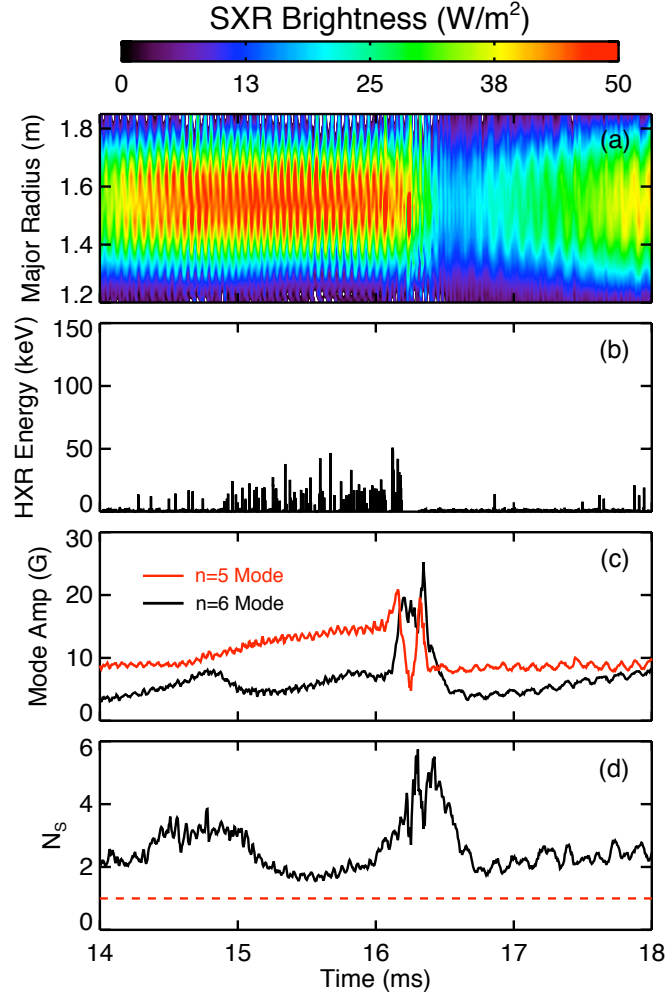 SXR Brightness (W/m²)
0 13 25 38 50
Major Radius (m)
1.8
1.6
1.4
1.2
(a)
HXR Energy (keV)
150
100
50
0
(b)
Mode Amp (G)
30
20
10
0
(c)
n=5 Mode
n=6 Mode
N_S
6
4
2
0
(d)
14 15 16 17 18
Time (ms)